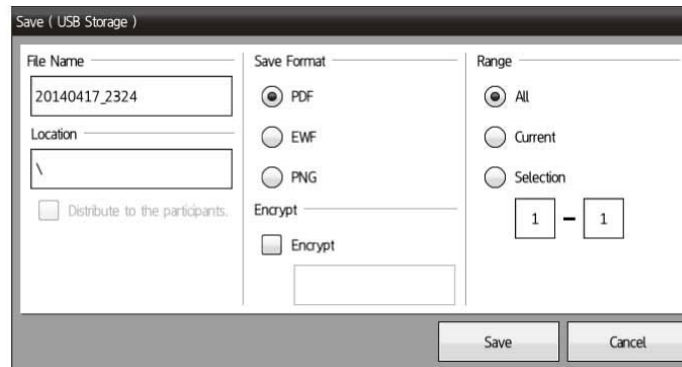 Save ( USB Storage )
File Name
20140417_2324
Location
\
Distribute to the participants.
Save Format
PDF
EWF
PNG
Encrypt
Encrypt
Range
All
Current
Selection
1 – 1
Save
Cancel